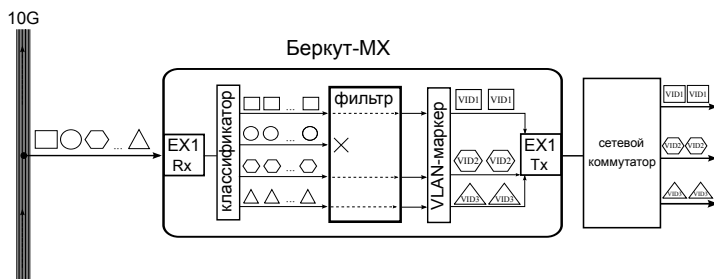 10G
Беркут-MX
EX1
Rx
классификатор
...
...
...
...
...
фильтр
VLAN-маркер
VID1 VID1
VID2 VID2
VID3 VID3
EX1
Tx
сетевой
коммутатор
VID1 VID1
VID2 VID2
VID3 VID3